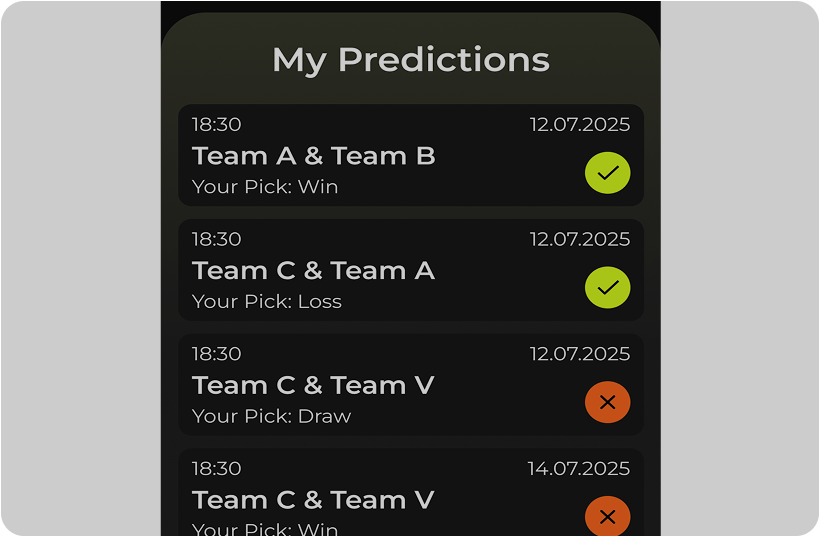 My Predictions
18:30 12.07.2025
Team A & Team B
Your Pick: Win
18:30 12.07.2025
Team C & Team A
Your Pick: Loss
18:30 12.07.2025
Team C & Team V
Your Pick: Draw
18:30 14.07.2025
Team C & Team V
Your Pick: Win